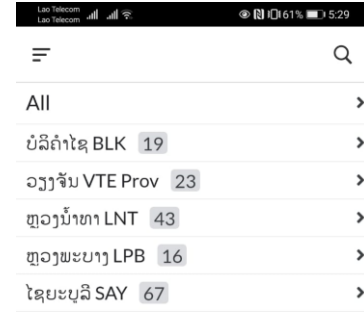 Lao Telecom
Lao Telecom
61% 5:29
All
ບໍລິຄຳໄຊ BLK 19
ວຽງຈັນ VTE Prov 23
ຫຼວງນ້ຳທາ LNT 43
ຫຼວງພະບາງ LPB 16
ໄຊຍະບູລີ SAY 67